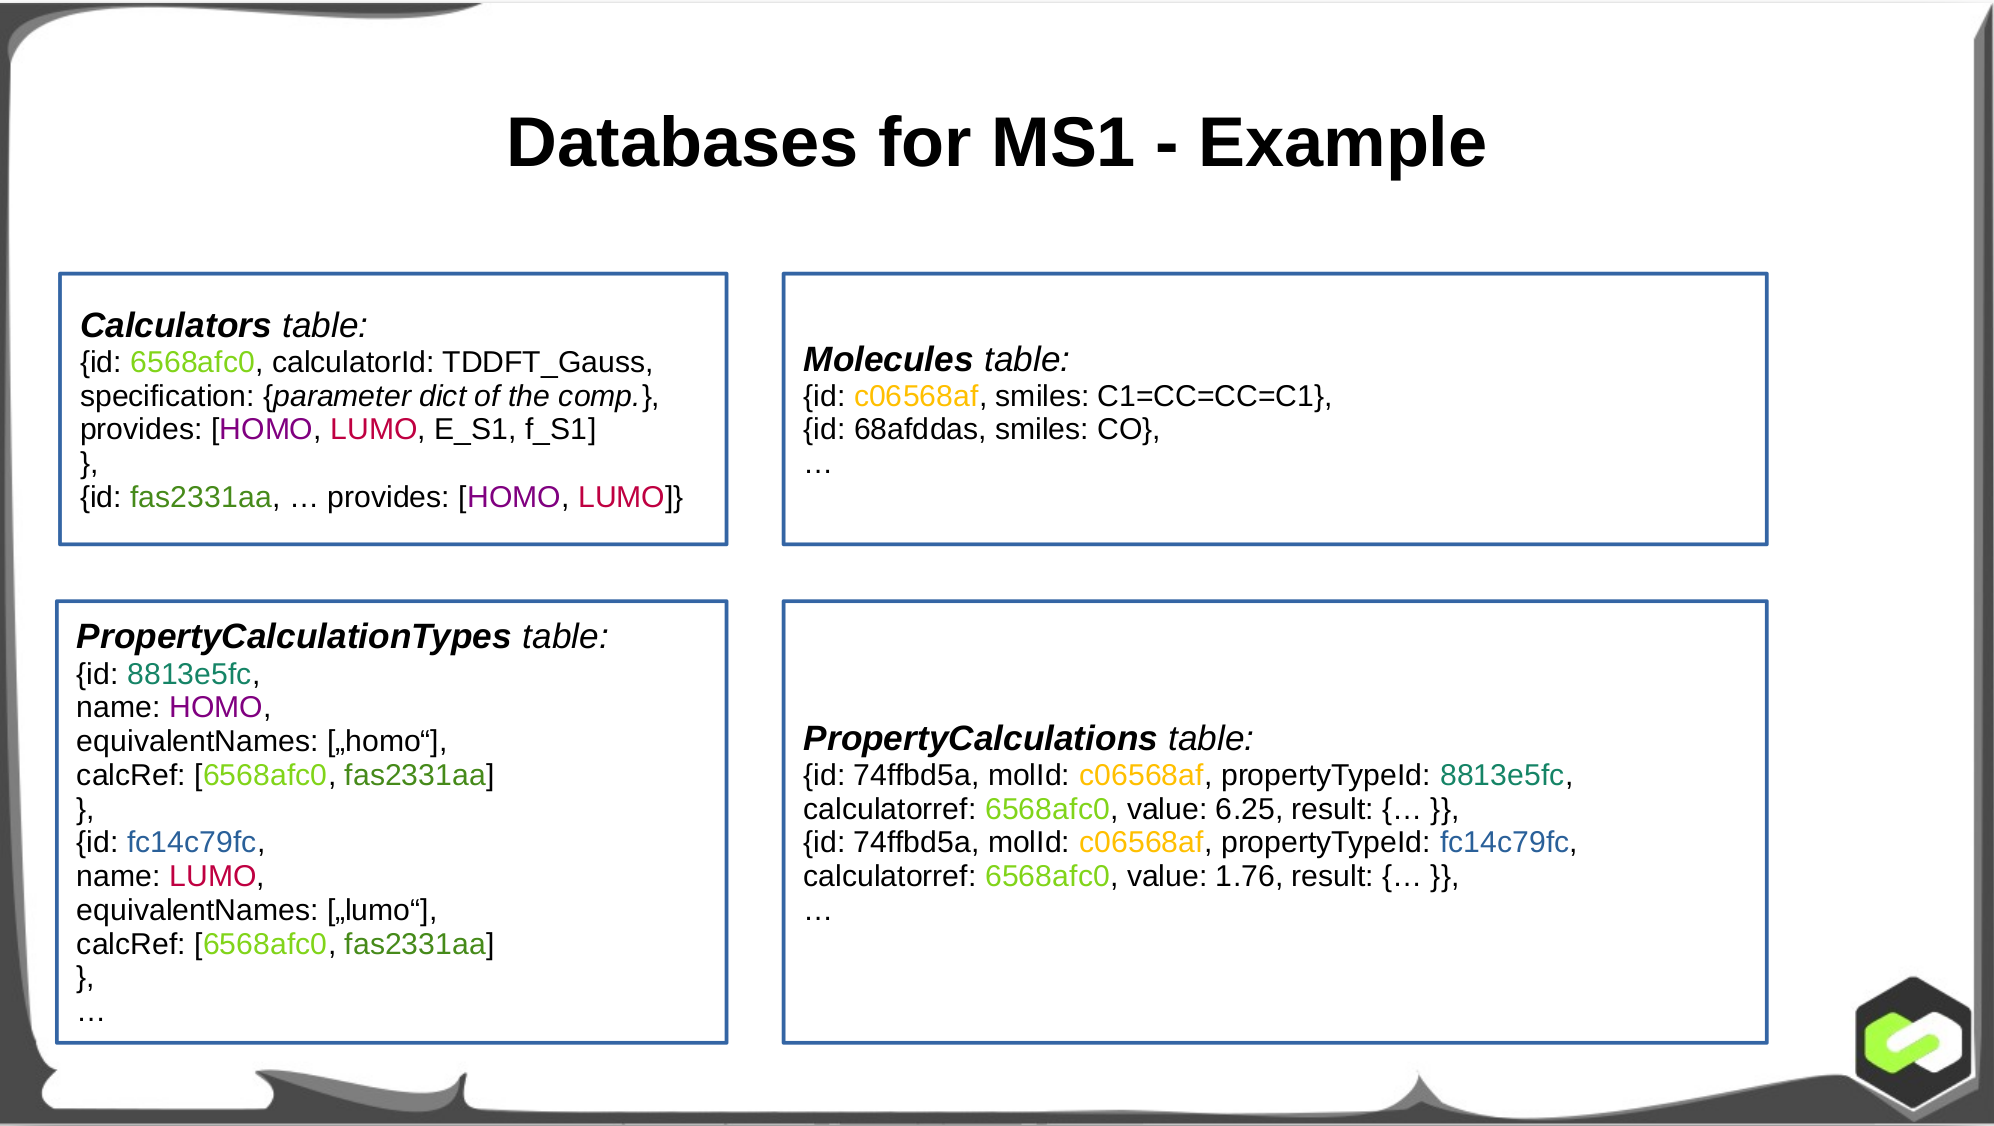 Databases for MS1 - Example
Calculators table:
{id: 6568afc0, calculatorId: TDDFT_Gauss,
specification: {parameter dict of the comp.},
provides: [HOMO, LUMO, E_S1, f_S1]
},
{id: fas2331aa, … provides: [HOMO, LUMO]}
Molecules table:
{id: c06568af, smiles: C1=CC=CC=C1},
{id: 68afddas, smiles: CO},
…
PropertyCalculationTypes table:
{id: 8813e5fc,
name: HOMO,
equivalentNames: [„homo“],
calcRef: [6568afc0, fas2331aa]
},
{id: fc14c79fc,
name: LUMO,
equivalentNames: [„lumo“],
calcRef: [6568afc0, fas2331aa]
},
…
PropertyCalculations table:
{id: 74ffbd5a, molId: c06568af, propertyTypeId: 8813e5fc,
calculatorref: 6568afc0, value: 6.25, result: {… }},
{id: 74ffbd5a, molId: c06568af, propertyTypeId: fc14c79fc,
calculatorref: 6568afc0, value: 1.76, result: {… }},
…